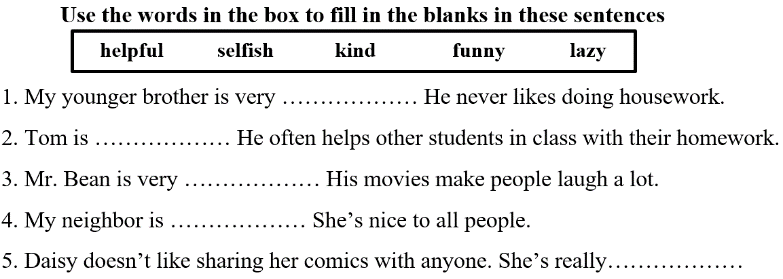 Use the words in the box to fill in the blanks in these sentences
helpful selfish kind funny lazy
1. My younger brother is very ……………… He never likes doing housework.
2. Tom is ……………… He often helps other students in class with their homework.
3. Mr. Bean is very ……………… His movies make people laugh a lot.
4. My neighbor is ……………… She’s nice to all people.
5. Daisy doesn’t like sharing her comics with anyone. She’s really………………